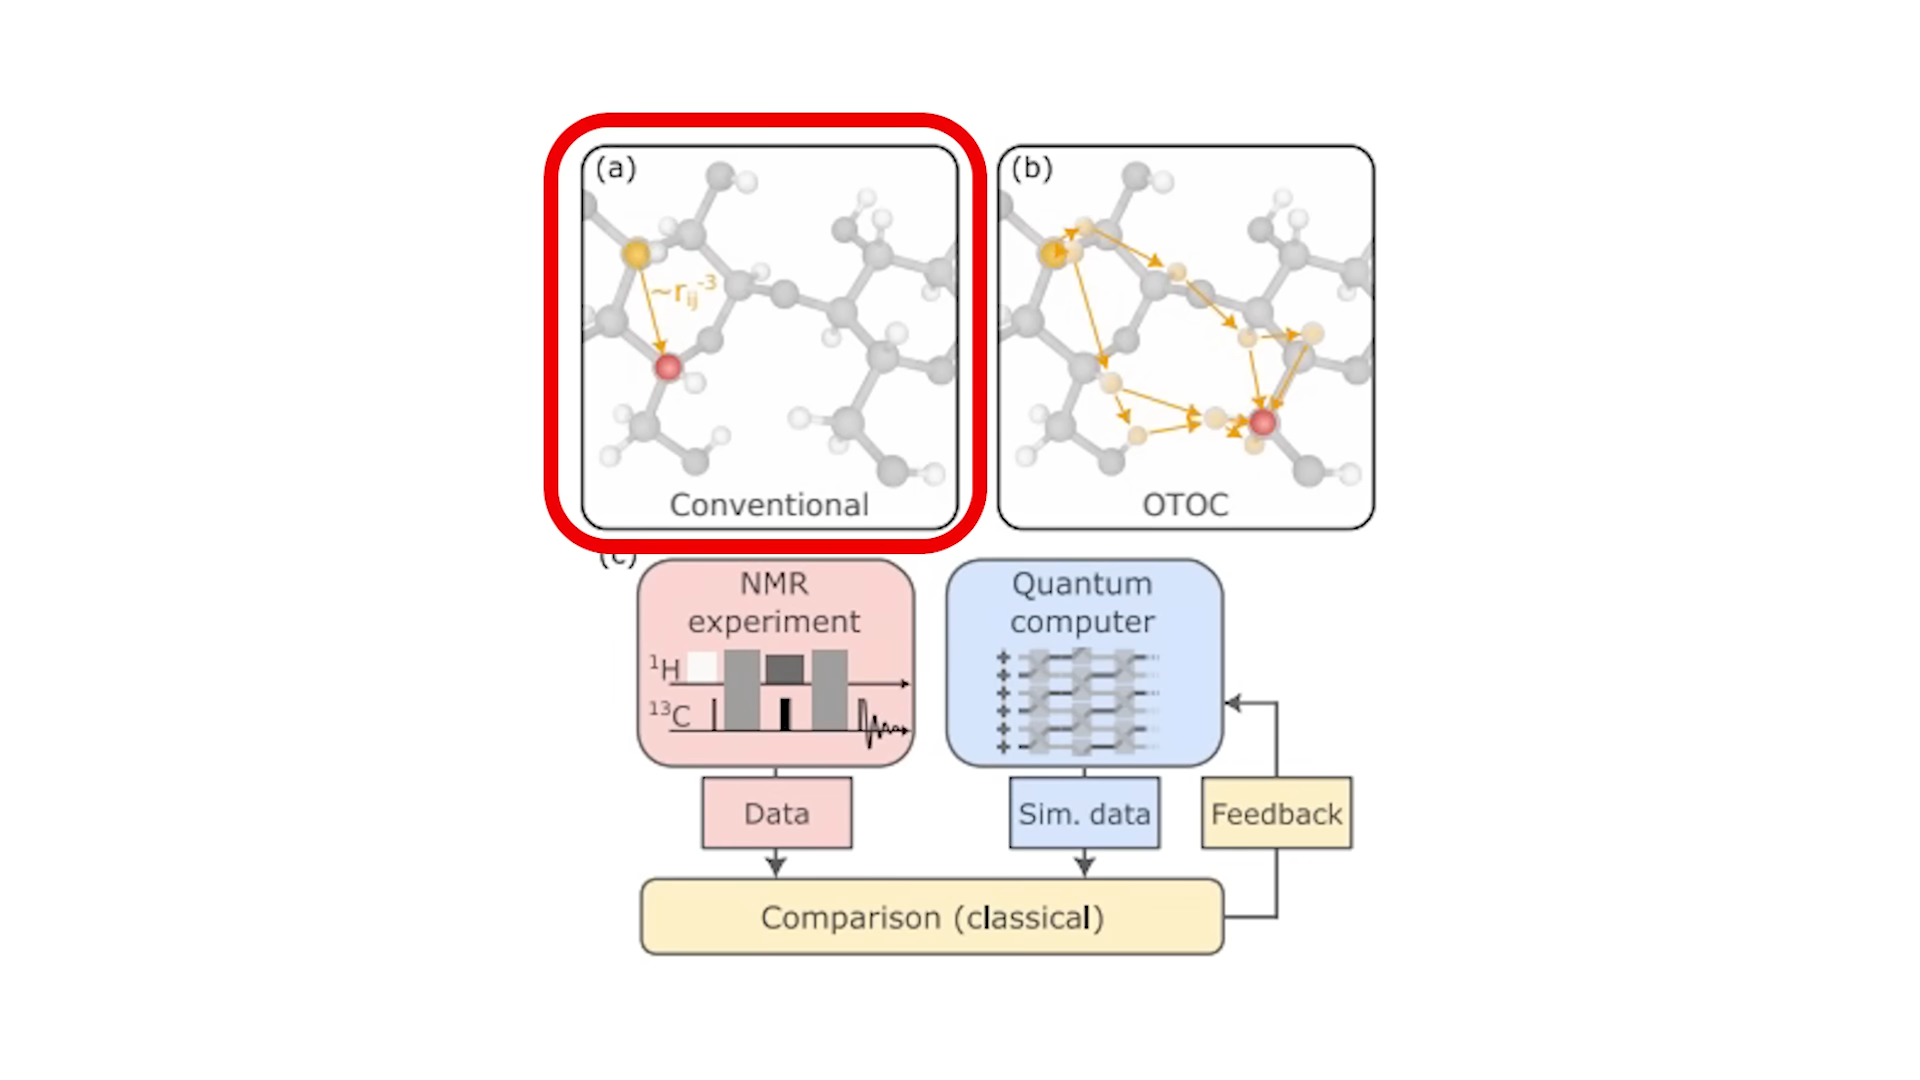 (a)
~r_ij^-3
Conventional
(b)
OTOC
(c)
NMR
experiment
¹H
¹³C
Data
Quantum
computer
Sim. data
Feedback
Comparison (classical)